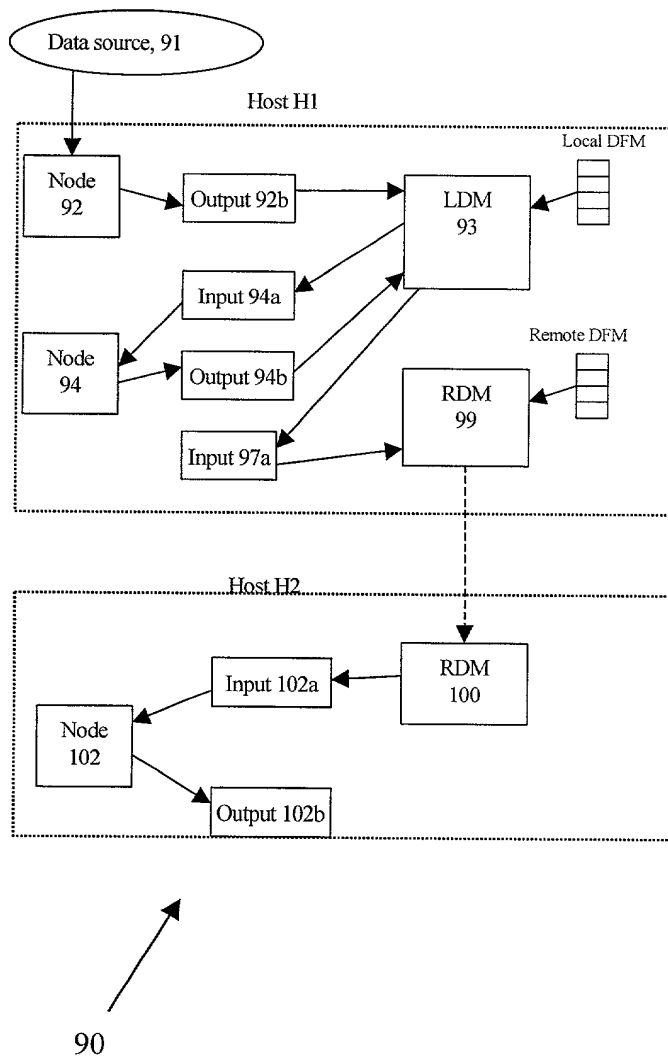 Data source, 91
Host H1
Local DFM
Node
92
Output 92b
LDM
93
Input 94a
Node
94
Output 94b
Remote DFM
RDM
99
Input 97a
Host H2
Input 102a
RDM
100
Node
102
Output 102b
90